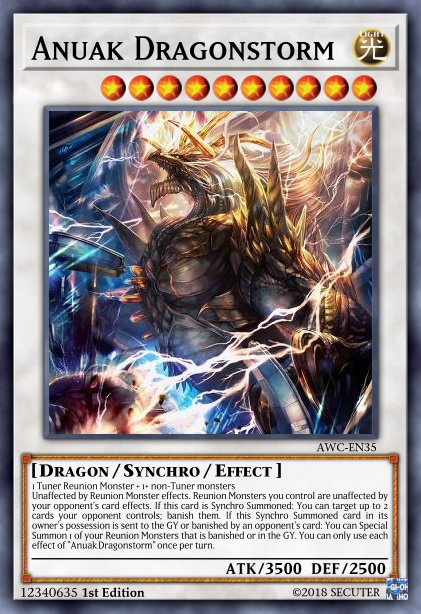 ANUAK DRAGONSTORM
LIGHT
光
AWC-EN35
[DRAGON/SYNCHRO/EFFECT]
1 Tuner Reunion Monster + 1+ non-Tuner monsters
Unaffected by Reunion Monster effects. Reunion Monsters you control are unaffected by
your opponent's card effects. If this card is Synchro Summoned: You can target up to 2
cards your opponent controls; banish them. If this Synchro Summoned card in its
owner's possession is sent to the GY or banished by an opponent's card: You can Special
Summon 1 of your Reunion Monsters that is banished or in the GY. You can only use each
effect of "Anuak Dragonstorm" once per turn.
ATK/3500 DEF/2500
12340635 1st Edition
©2018 SECUTER